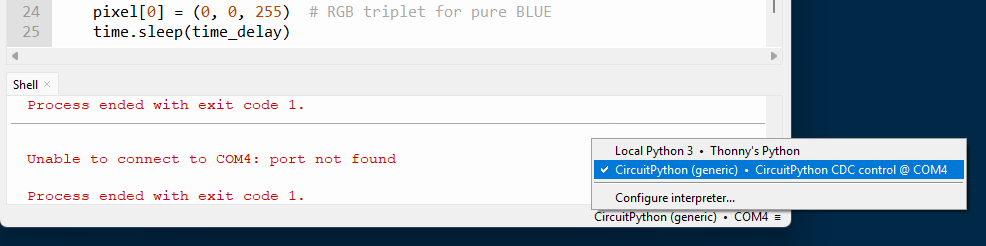 24 pixel[0] = (0, 0, 255) # RGB triplet for pure BLUE
25 time.sleep(time_delay)
Shell ×
Process ended with exit code 1.
Unable to connect to COM4: port not found
Process ended with exit code 1.
Local Python 3 • Thonny's Python
✓ CircuitPython (generic) • CircuitPython CDC control @ COM4
Configure interpreter...
CircuitPython (generic) • COM4 ≡